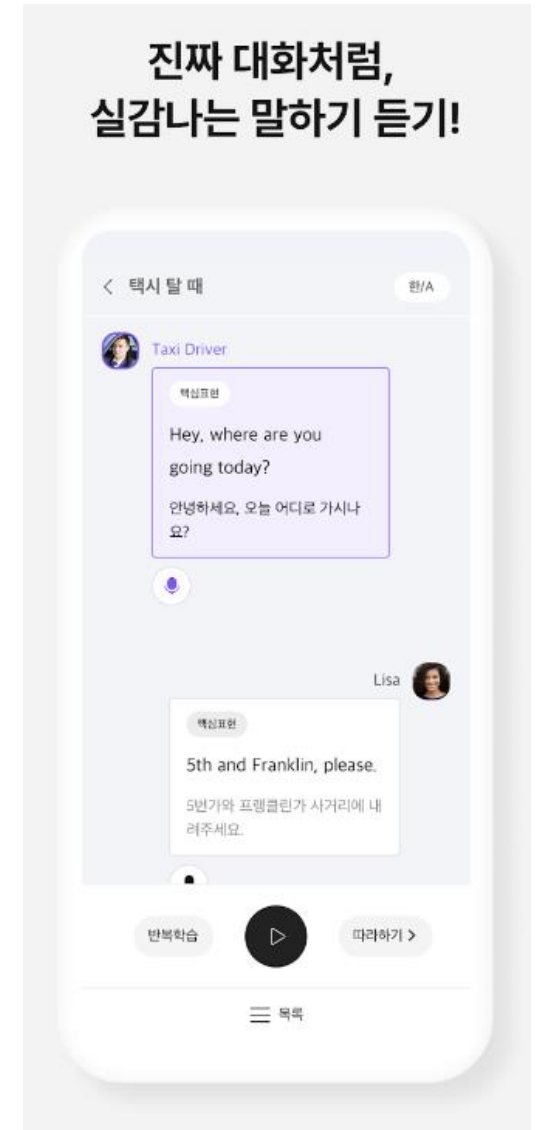 진짜 대화처럼,
실감나는 말하기 듣기!
택시 탈 때
한/A
Taxi Driver
핵심표현
Hey, where are you
going today?
안녕하세요, 오늘 어디로 가시나
요?
Lisa
핵심표현
5th and Franklin, please.
5번가와 프랭클린가 사거리에 내
려주세요.
반복학습
따라하기 >
목록